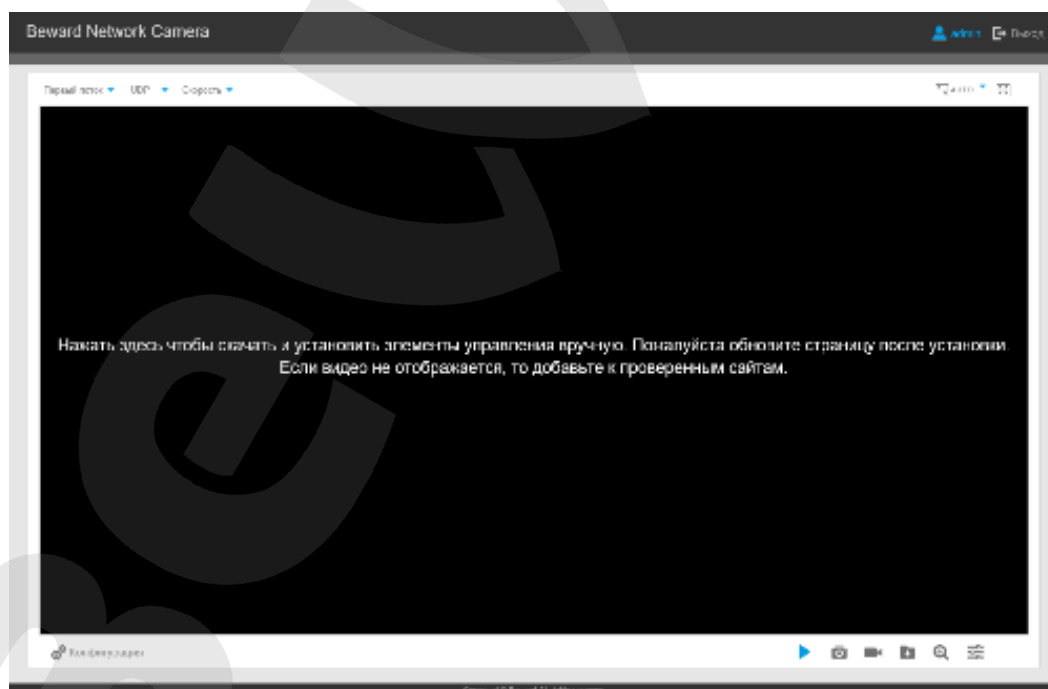 Beward Network Camera
admin Выход
Первый поток UDP Скорость
Нажать здесь чтобы скачать и установить элементы управления вручную. Пожалуйста обновите страницу после установки.
Если видео не отображается, то добавьте к проверенным сайтам.
Конфигурация